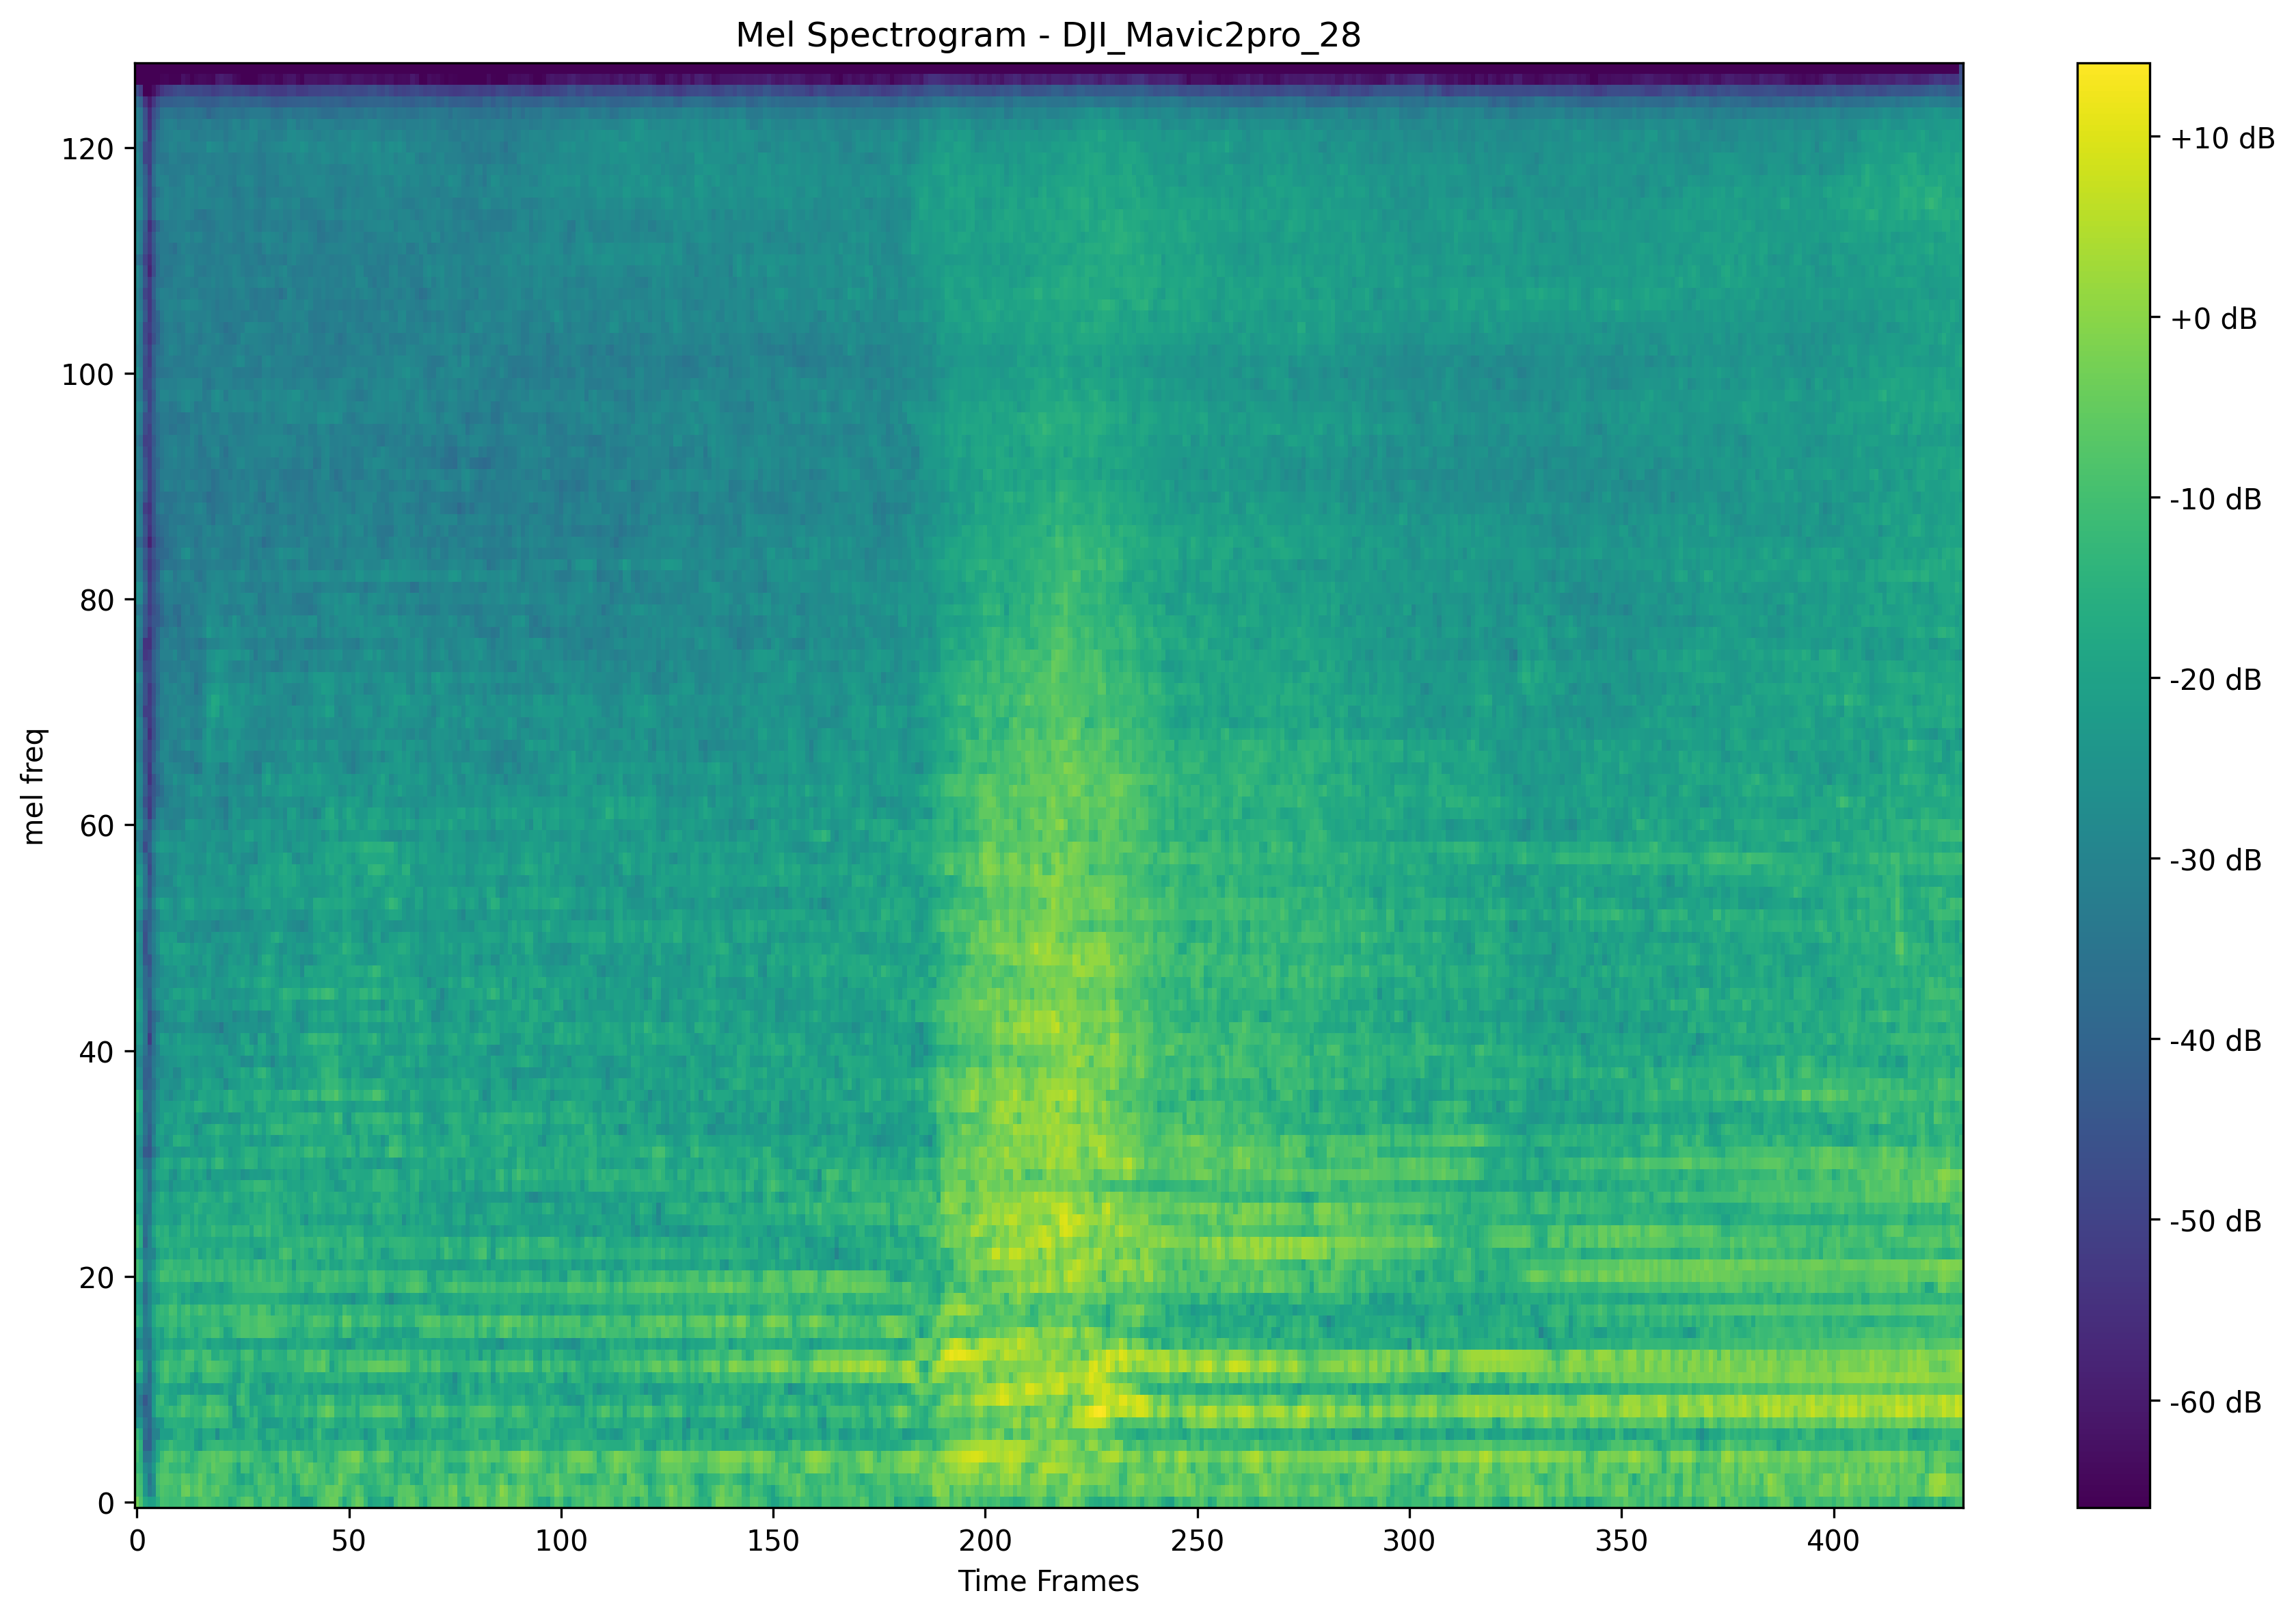 Mel Spectrogram - DJI_Mavic2pro_28
mel freq
120
100
80
60
40
20
0
0 50 100 150 200 250 300 350 400
Time Frames
+10 dB
+0 dB
-10 dB
-20 dB
-30 dB
-40 dB
-50 dB
-60 dB